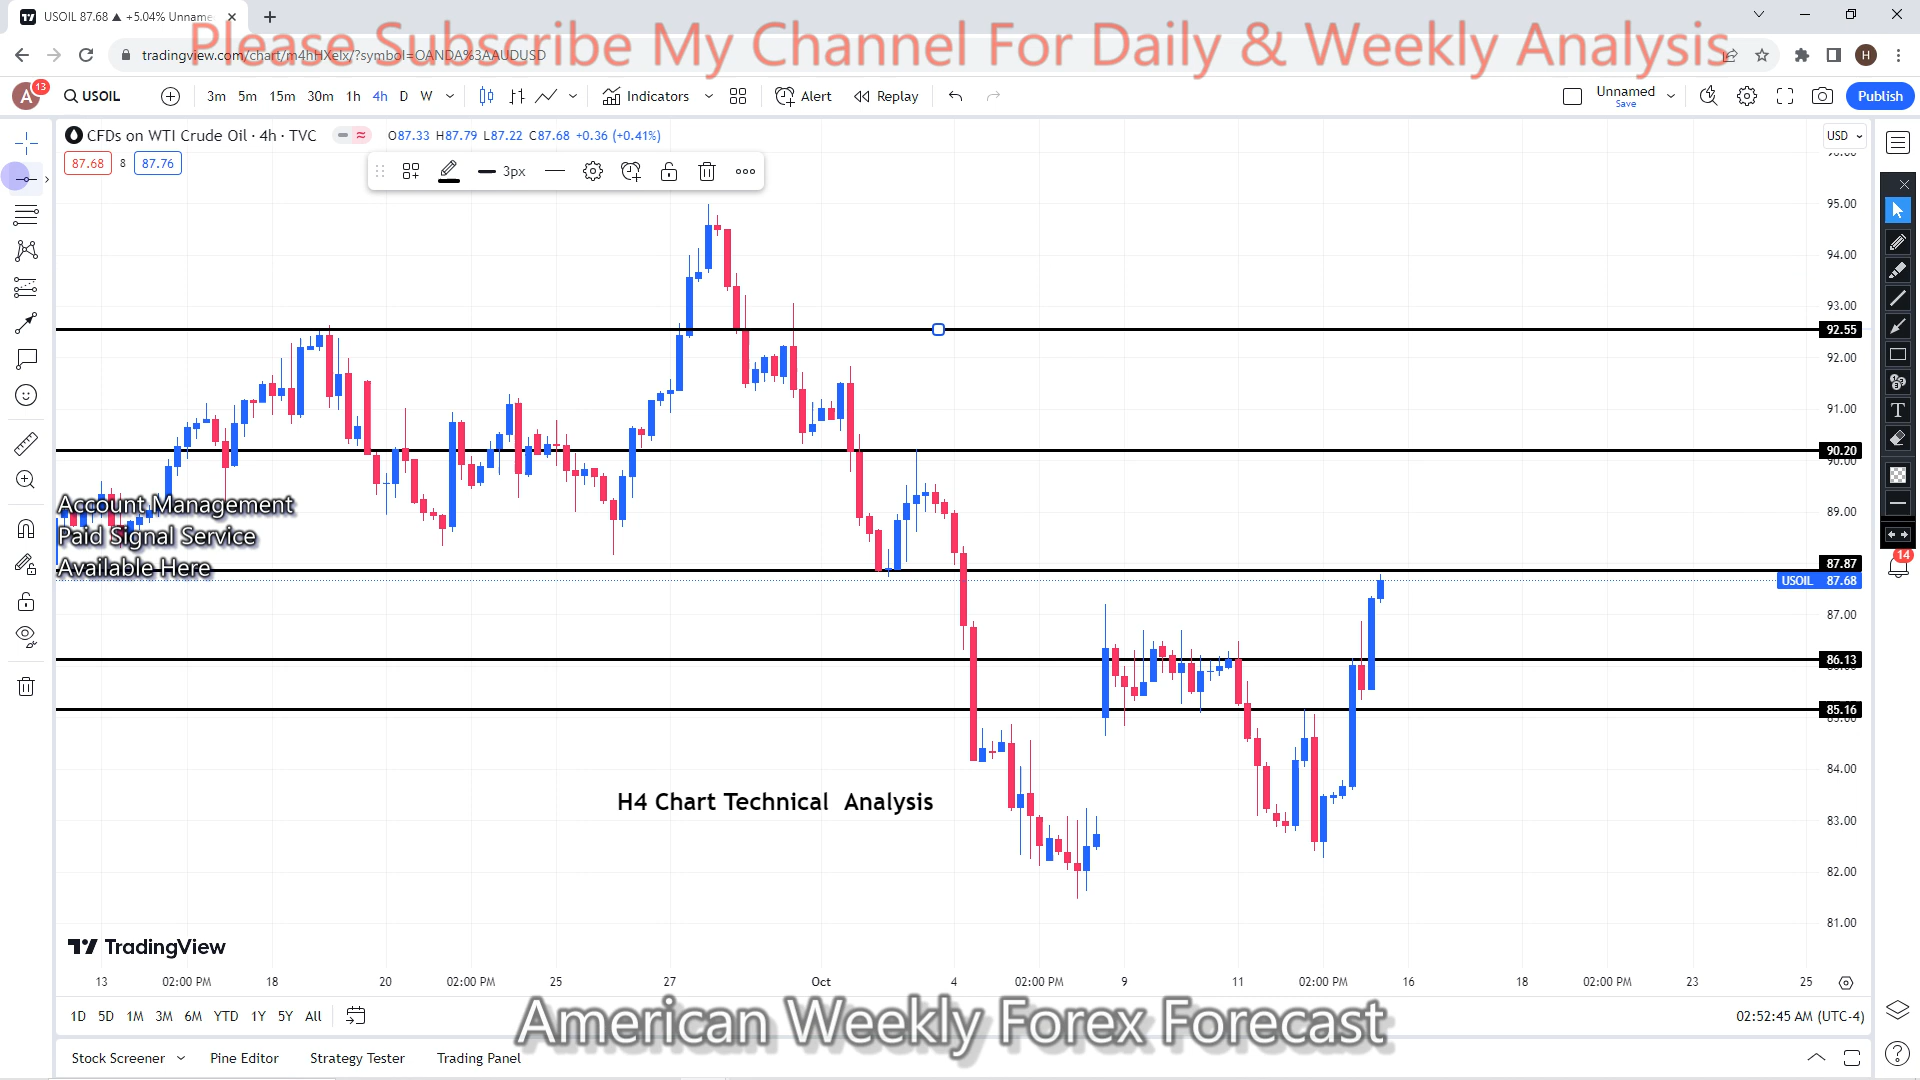 USOIL 87.68 ▲ +5.04% Unname
Please Subscribe My Channel For Daily & Weekly Analysis
tradingview.com/chart/m4hHXelx/?symbol=OANDA%3AAUDUSD
H
A
13
USOIL
3m 5m 15m 30m 1h 4h D W
Indicators
Alert
Replay
Unnamed
Save
Publish
CFDs on WTI Crude Oil · 4h · TVC
O87.33 H87.79 L87.22 C87.68 +0.36 (+0.41%)
USD
87.68 8 87.76
3px
95.00
94.00
93.00
92.55
92.00
91.00
90.20
90.00
89.00
87.87
USOIL 87.68
87.00
86.13
85.16
85.00
84.00
83.00
82.00
81.00
T
14
Account Management
Paid Signal Service
Available Here
H4 Chart Technical Analysis
TradingView
13 02:00 PM 18 20 02:00 PM 25 27 Oct 4 02:00 PM 9 11 02:00 PM 16 18 02:00 PM 23 25
1D 5D 1M 3M 6M YTD 1Y 5Y All
American Weekly Forex Forecast
02:52:45 AM (UTC-4)
Stock Screener Pine Editor Strategy Tester Trading Panel